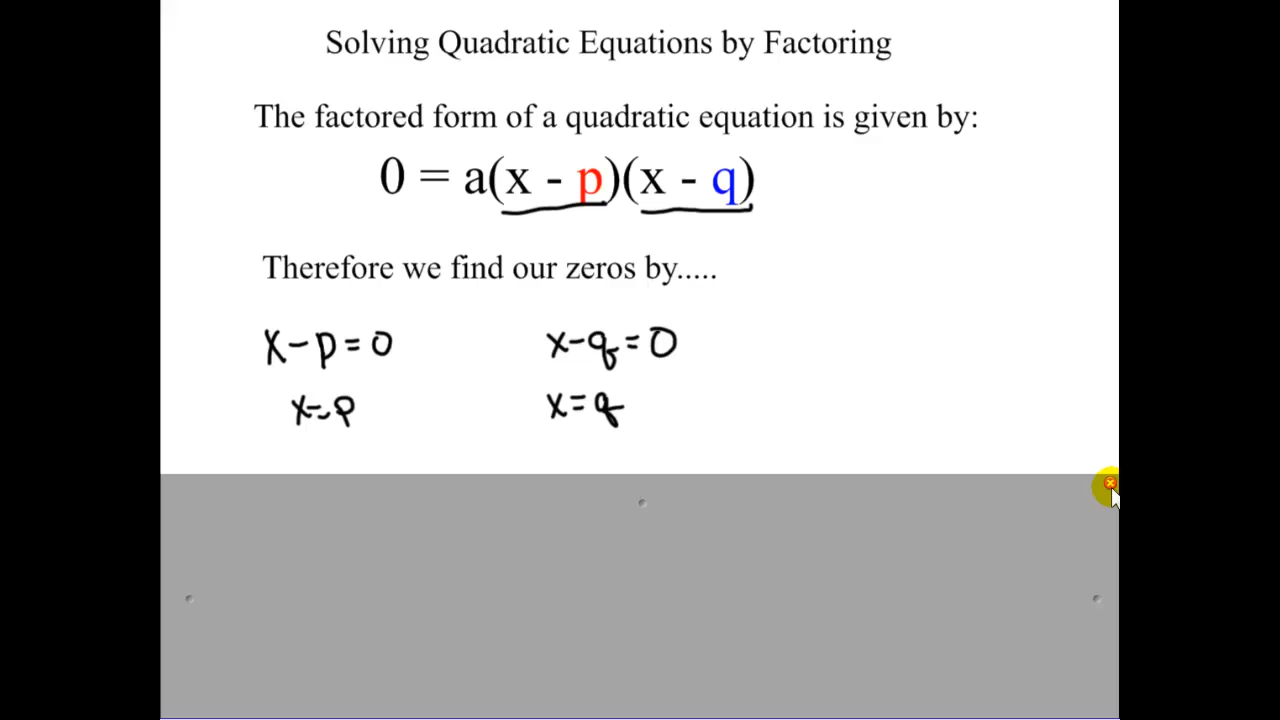 Solving Quadratic Equations by Factoring
The factored form of a quadratic equation is given by:
0 = a(x - p)(x - q)
Therefore we find our zeros by.....
x-p=0 x-q=0
x=p x=q